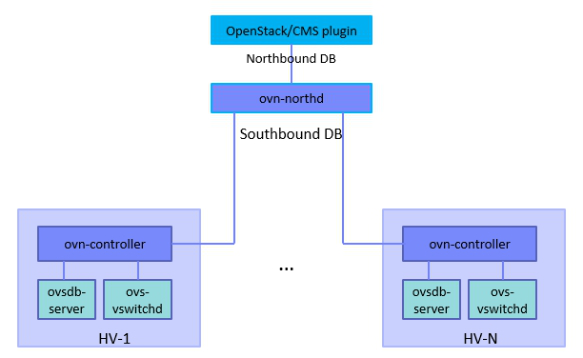 OpenStack/CMS plugin
Northbound DB
ovn-northd
Southbound DB
ovn-controller
ovsdb-
server
ovs-
vswitchd
HV-1
...
ovn-controller
ovsdb-
server
ovs-
vswitchd
HV-N